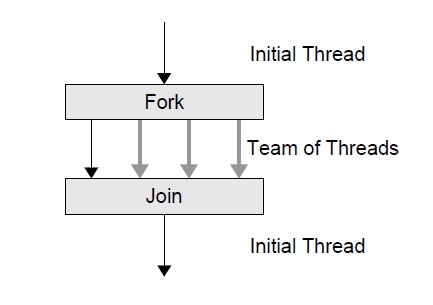 Initial Thread
Fork
Team of Threads
Join
Initial Thread